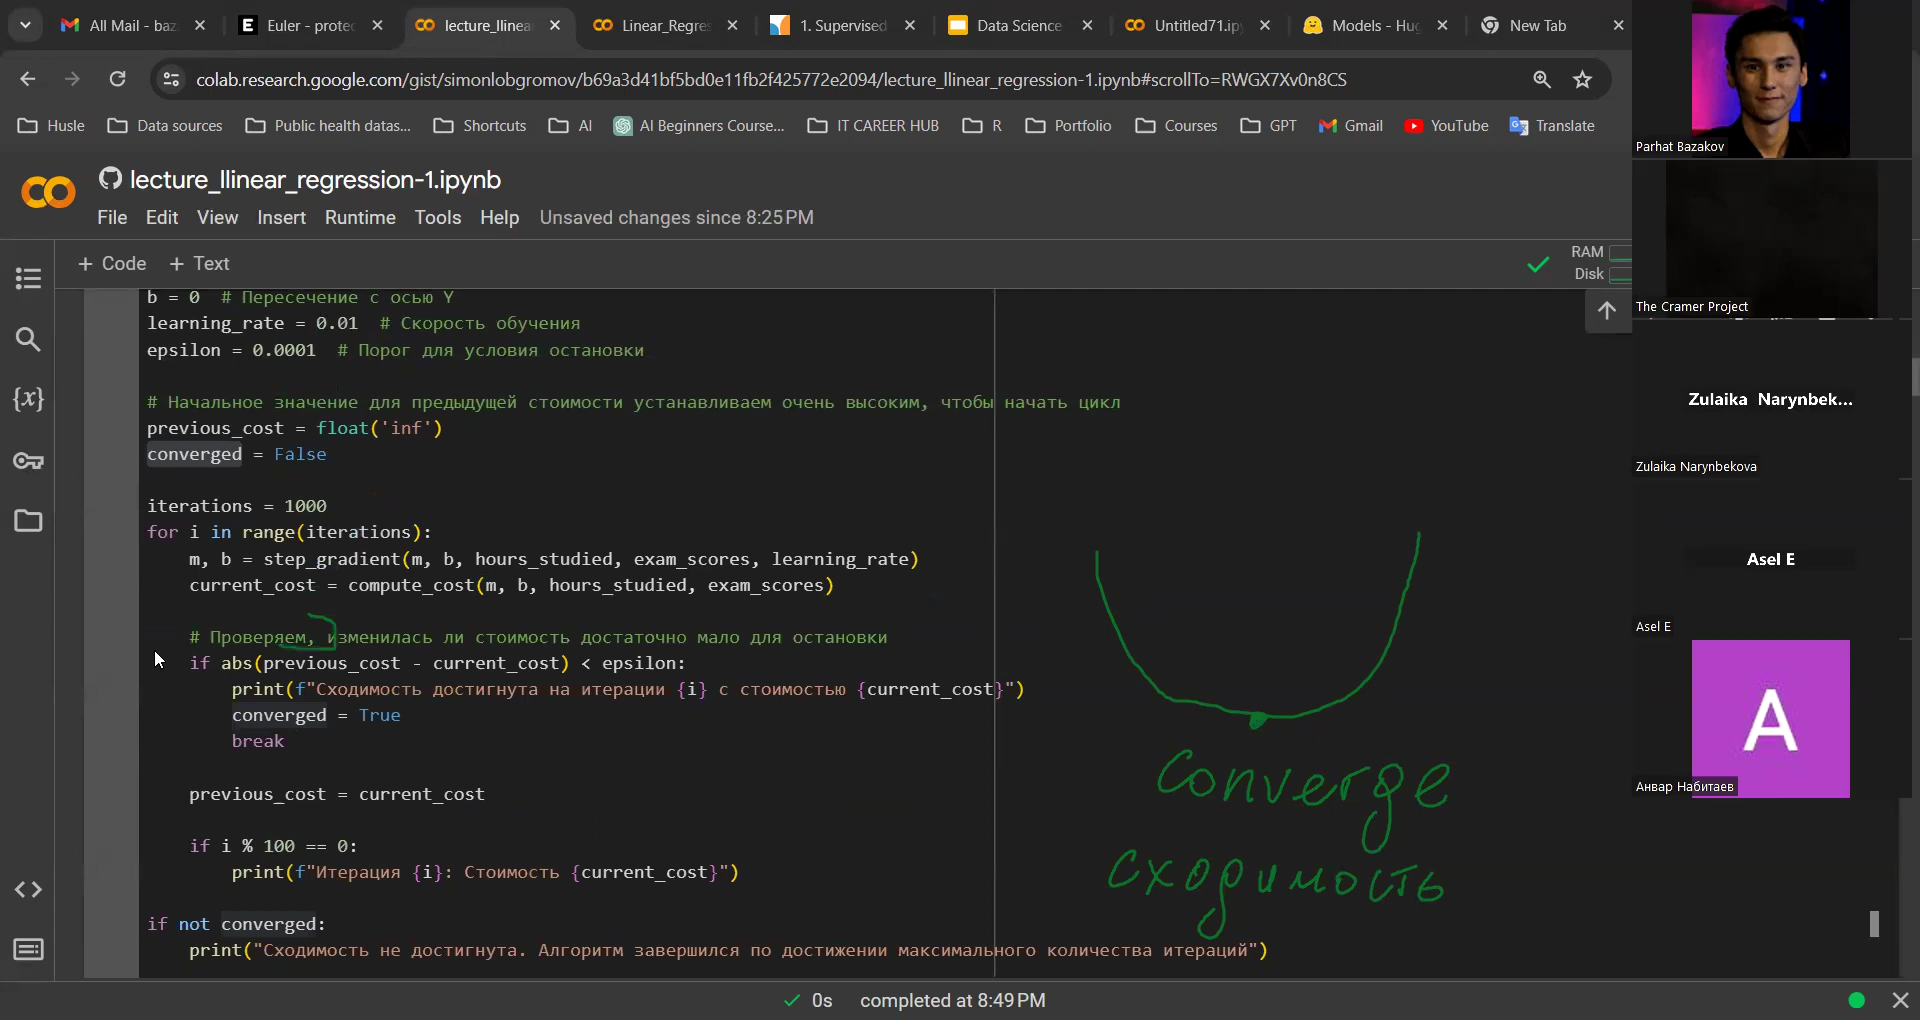 All Mail - baz
Euler - protec
lecture_llinea
Linear_Regres
1. Supervised
Data Science
Untitled71.ip
Models - Hug
New Tab
colab.research.google.com/gist/simonlobgromov/b69a3d41bf5bd0e11fb2f425772e2094/lecture_llinear_regression-1.ipynb#scrollTo=RWGX7Xv0n8CS
Husle
Data sources
Public health datas...
Shortcuts
AI
AI Beginners Course...
IT CAREER HUB
R
Portfolio
Courses
GPT
Gmail
YouTube
Translate
lecture_llinear_regression-1.ipynb
File Edit View Insert Runtime Tools Help Unsaved changes since 8:25 PM
+ Code + Text
RAM
Disk
b = 0  # Пересечение с осью Y
learning_rate = 0.01  # Скорость обучения
epsilon = 0.0001  # Порог для условия остановки
# Начальное значение для предыдущей стоимости устанавливаем очень высоким, чтобы начать цикл
previous_cost = float('inf')
converged = False
iterations = 1000
for i in range(iterations):
    m, b = step_gradient(m, b, hours_studied, exam_scores, learning_rate)
    current_cost = compute_cost(m, b, hours_studied, exam_scores)
    # Проверяем, изменилась ли стоимость достаточно мало для остановки
    if abs(previous_cost - current_cost) < epsilon:
        print(f"Сходимость достигнута на итерации {i} с стоимостью {current_cost}")
        converged = True
        break
    previous_cost = current_cost
    if i % 100 == 0:
        print(f"Итерация {i}: Стоимость {current_cost}")
if not converged:
    print("Сходимость не достигнута. Алгоритм завершился по достижении максимального количества итераций")
Converge
Сходимость
0s completed at 8:49 PM
Parhat Bazakov
The Cramer Project
Zulaika Narynbek...
Zulaika Narynbekova
Asel E
Asel E
A
Анвар Набитаев
{x}